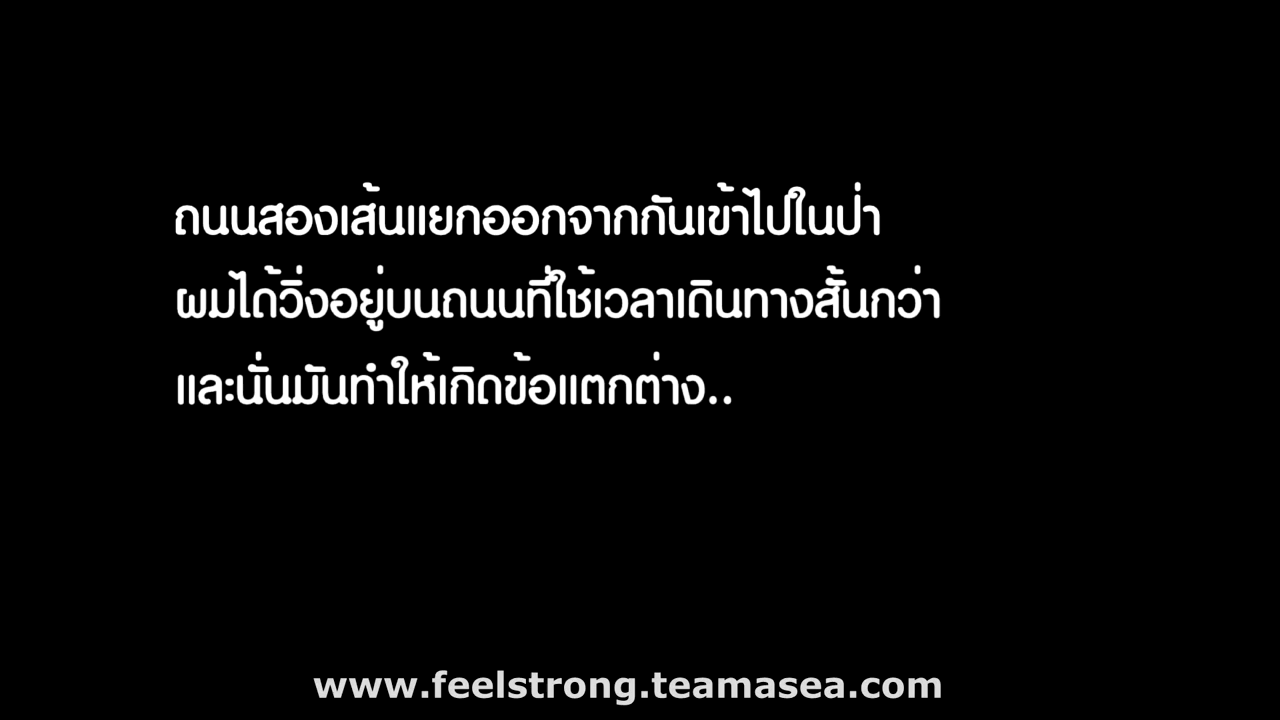 ถนนสองเส้นแยกออกจากกันเข้าไปในป่า
ผมได้วิ่งอยู่บนถนนที่ใช้เวลาเดินทางสั้นกว่า
และนั่นมันทำให้เกิดข้อแตกต่าง..
www.feelstrong.teamasea.com